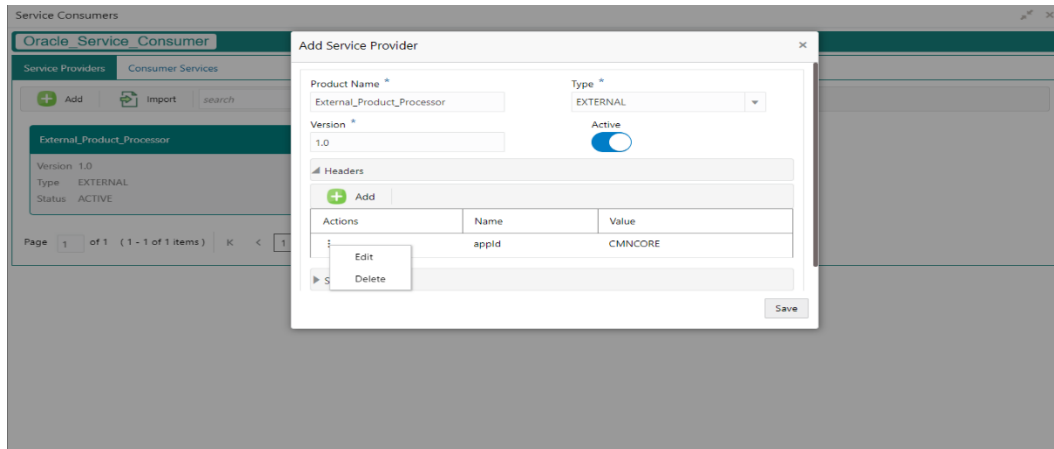 Service Consumers
Oracle_Service_Consumer
Service Providers Consumer Services
Add Import search
External_Product_Processor
Version 1.0
Type EXTERNAL
Status ACTIVE
Page 1 of 1 (1-1 of 1 items) K < 1
Add Service Provider ×
Product Name * Type *
External_Product_Processor EXTERNAL
Version * Active
1.0
Headers
Add
Actions Name Value
appId CMNCORE
Edit
Delete
S
Save